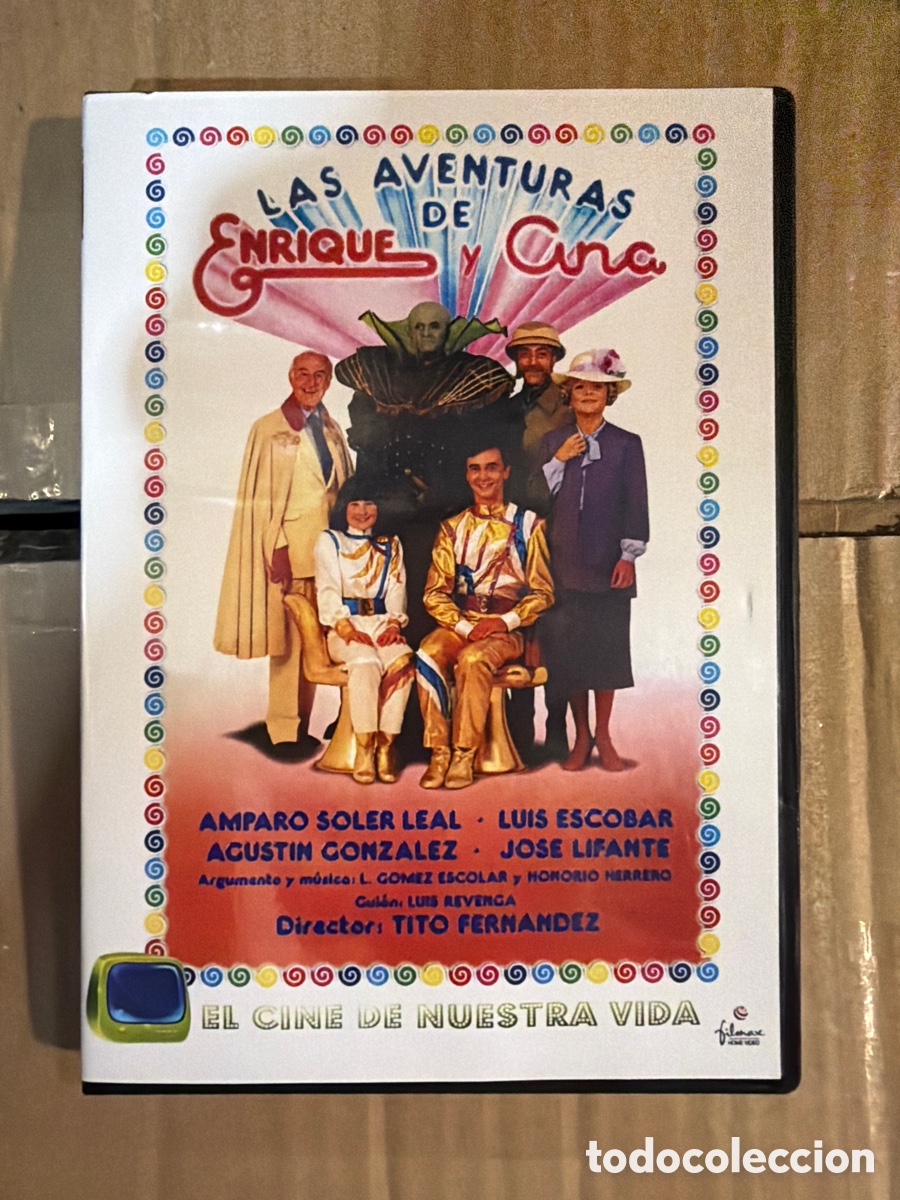 LAS AVENTURAS
DE
ENRIQUE y Ana
AMPARO SOLER LEAL · LUIS ESCOBAR
AGUSTIN GONZALEZ · JOSE LIFANTE
Argumento y música: L. GOMEZ ESCOLAR y HONORIO HERRERO
Guión: LUIS REVENGA
Director: TITO FERNANDEZ
EL CINE DE NUESTRA VIDA
filmax
HOME VIDEO
todocoleccion